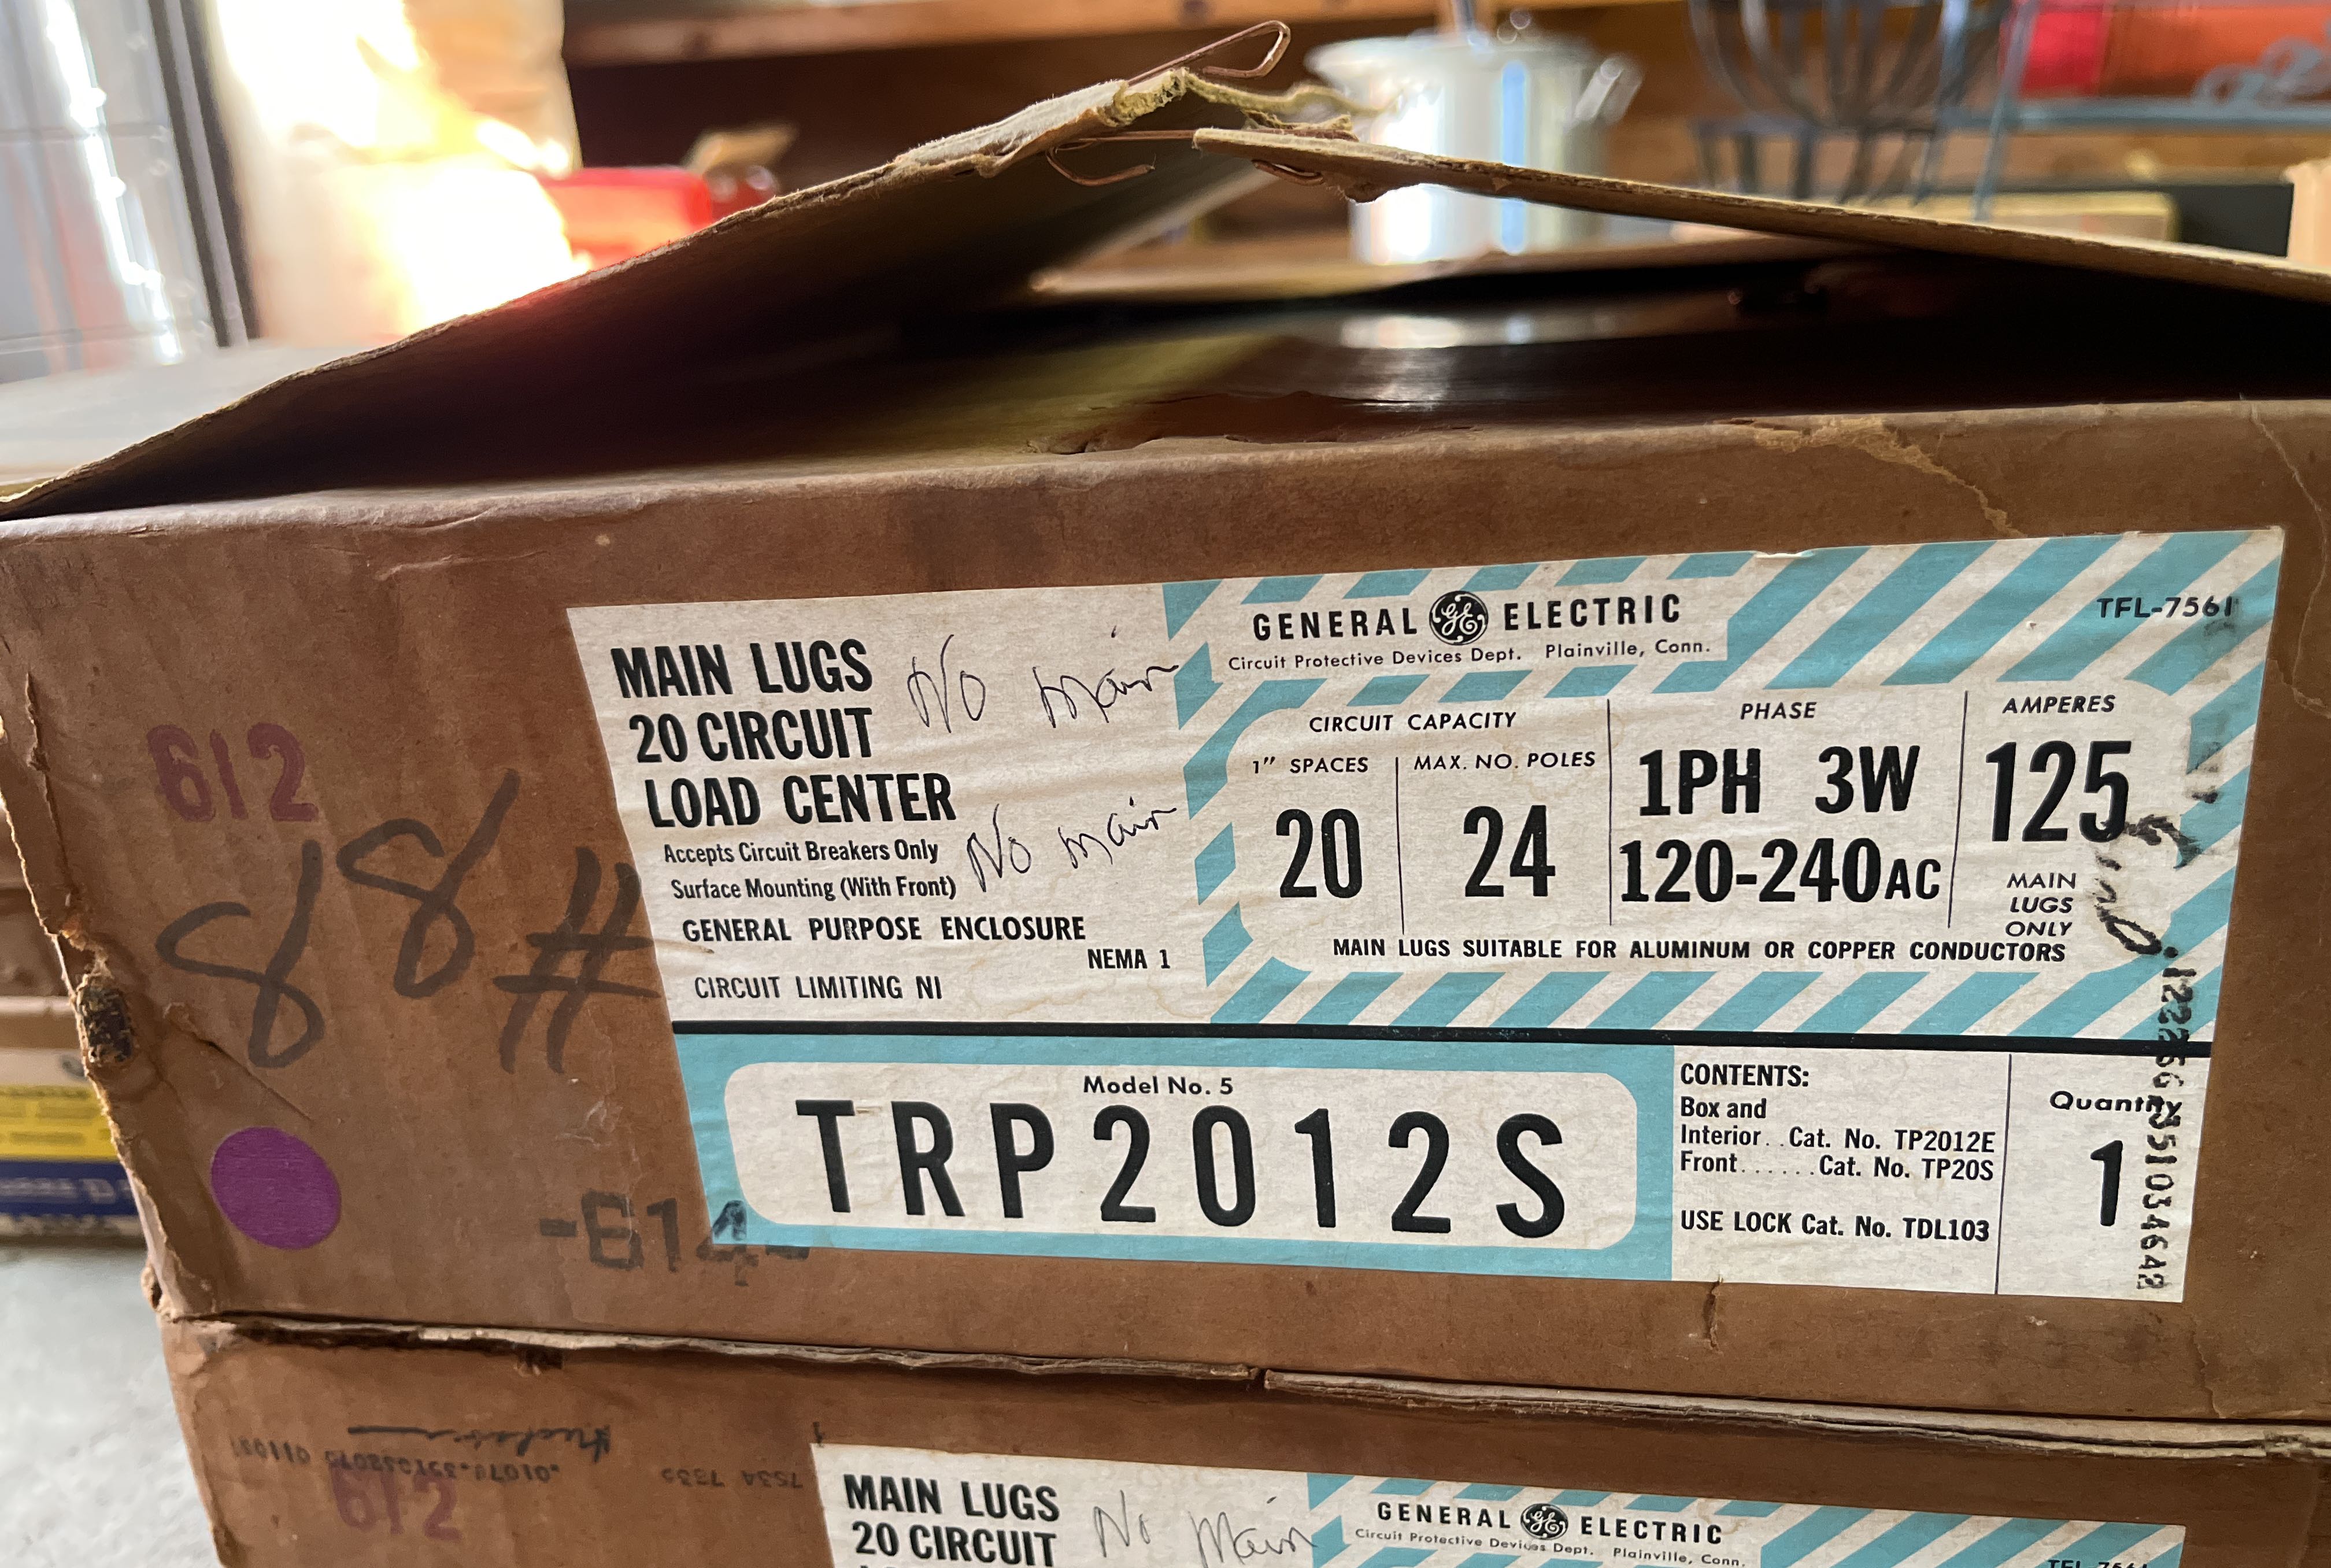 MAIN LUGS
20 CIRCUIT
LOAD CENTER
No Main
No Main
Accepts Circuit Breakers Only
Surface Mounting (With Front)
GENERAL PURPOSE ENCLOSURE
NEMA 1
CIRCUIT LIMITING NI
GENERAL GE ELECTRIC
Circuit Protective Devices Dept. Plainville, Conn.
TFL-7561
CIRCUIT CAPACITY
1" SPACES
20
MAX. NO. POLES
24
PHASE
1PH 3W
120-240AC
AMPERES
125
MAIN
LUGS
ONLY
MAIN LUGS SUITABLE FOR ALUMINUM OR COPPER CONDUCTORS
Model No. 5
TRP2012S
CONTENTS:
Box and
Interior..Cat. No. TP2012E
Front......Cat. No. TP20S
USE LOCK Cat. No. TDL103
Quantity
1
612
#88
-614-
612
MAIN LUGS
20 CIRCUIT
No Main
GENERAL GE ELECTRIC
Circuit Protective Devices Dept. Plainville, Conn.